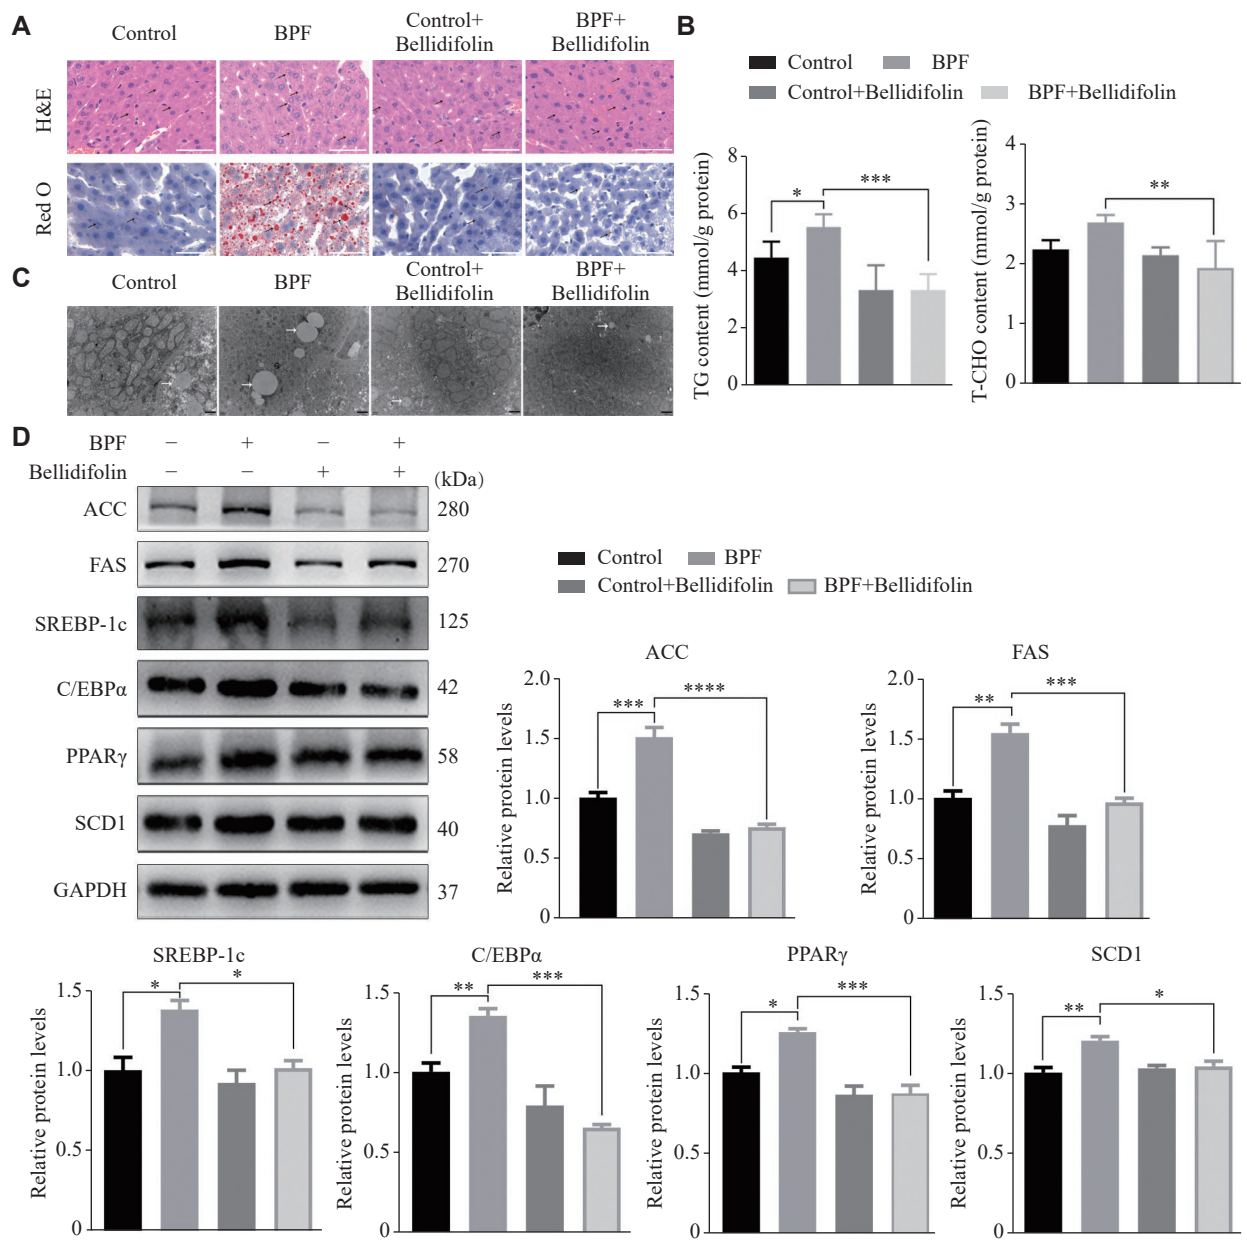 A
Control
BPF
Control+
Bellidifolin
BPF+
Bellidifolin
H&E
Red O
B
Control
BPF
Control+Bellidifolin
BPF+Bellidifolin
TG content (mmol/g protein)
8
6
4
2
0
*
***
T-CHO content (mmol/g protein)
4
3
2
1
0
**
C
Control
BPF
Control+
Bellidifolin
BPF+
Bellidifolin
D
BPF − + − +
Bellidifolin − − + + (kDa)
ACC 280
FAS 270
SREBP-1c 125
C/EBPα 42
PPARγ 58
SCD1 40
GAPDH 37
Control
BPF
Control+Bellidifolin
BPF+Bellidifolin
ACC
Relative protein levels
2.0
1.5
1.0
0.5
0
***
****
FAS
Relative protein levels
2.0
1.5
1.0
0.5
0
**
***
SREBP-1c
Relative protein levels
1.5
1.0
0.5
0
*
*
C/EBPα
Relative protein levels
1.5
1.0
0.5
0
**
***
PPARγ
Relative protein levels
1.5
1.0
0.5
0
*
***
SCD1
Relative protein levels
1.5
1.0
0.5
0
**
*